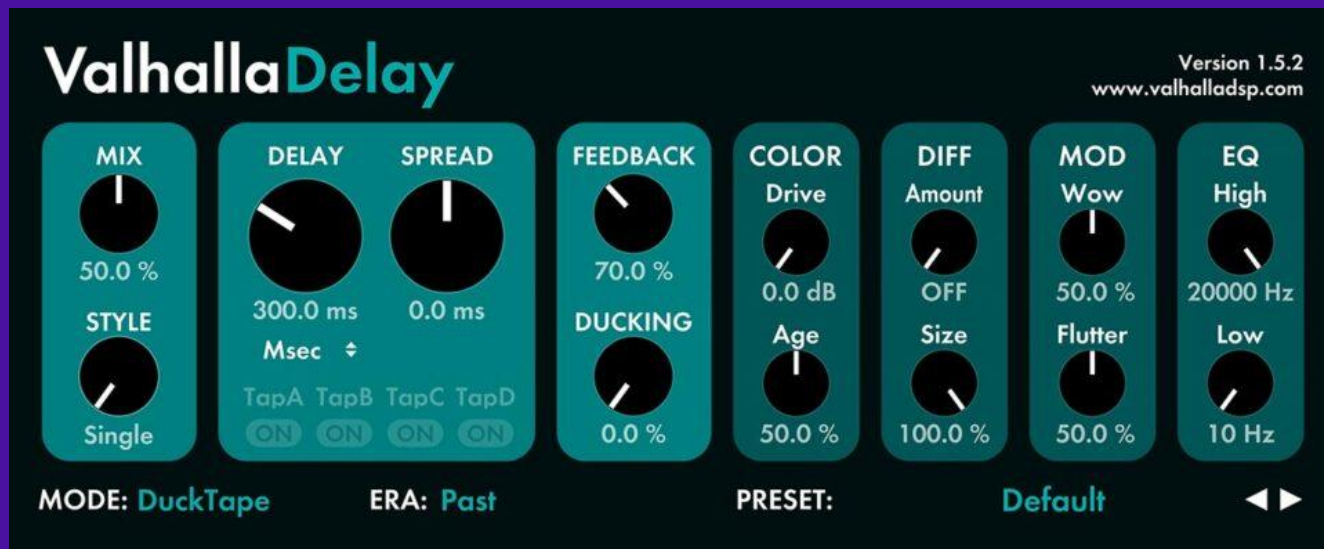 ValhallaDelay
Version 1.5.2
www.valhalladsp.com
MIX
50.0 %
STYLE
Single
DELAY SPREAD
300.0 ms 0.0 ms
Msec
TapA TapB TapC TapD
ON ON ON ON
FEEDBACK
70.0 %
DUCKING
0.0 %
COLOR
Drive
0.0 dB
Age
50.0 %
DIFF
Amount
OFF
Size
100.0 %
MOD
Wow
50.0 %
Flutter
50.0 %
EQ
High
20000 Hz
Low
10 Hz
MODE: DuckTape ERA: Past PRESET: Default